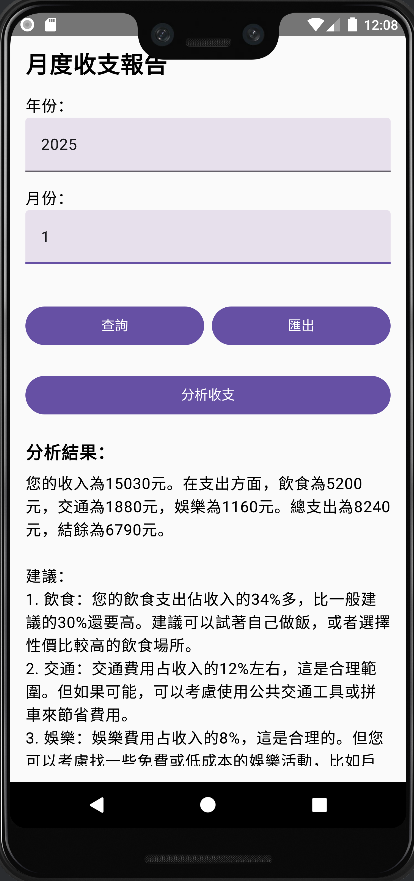 12:08
月度收支報告
年份：
2025
月份：
1
查詢
匯出
分析收支
分析結果：
您的收入為15030元。在支出方面，飲食為5200
元，交通為1880元，娛樂為1160元。總支出為8240
元，結餘為6790元。
建議：
1. 飲食：您的飲食支出佔收入的34%多，比一般建
議的30%還要高。建議可以試著自己做飯，或者選擇
性價比較高的飲食場所。
2. 交通：交通費用占收入的12%左右，這是合理範
圍。但如果可能，可以考慮使用公共交通工具或拼
車來節省費用。
3. 娛樂：娛樂費用占收入的8%，這是合理的。但您
可以考慮找一些免費或低成本的娛樂活動，比如戶